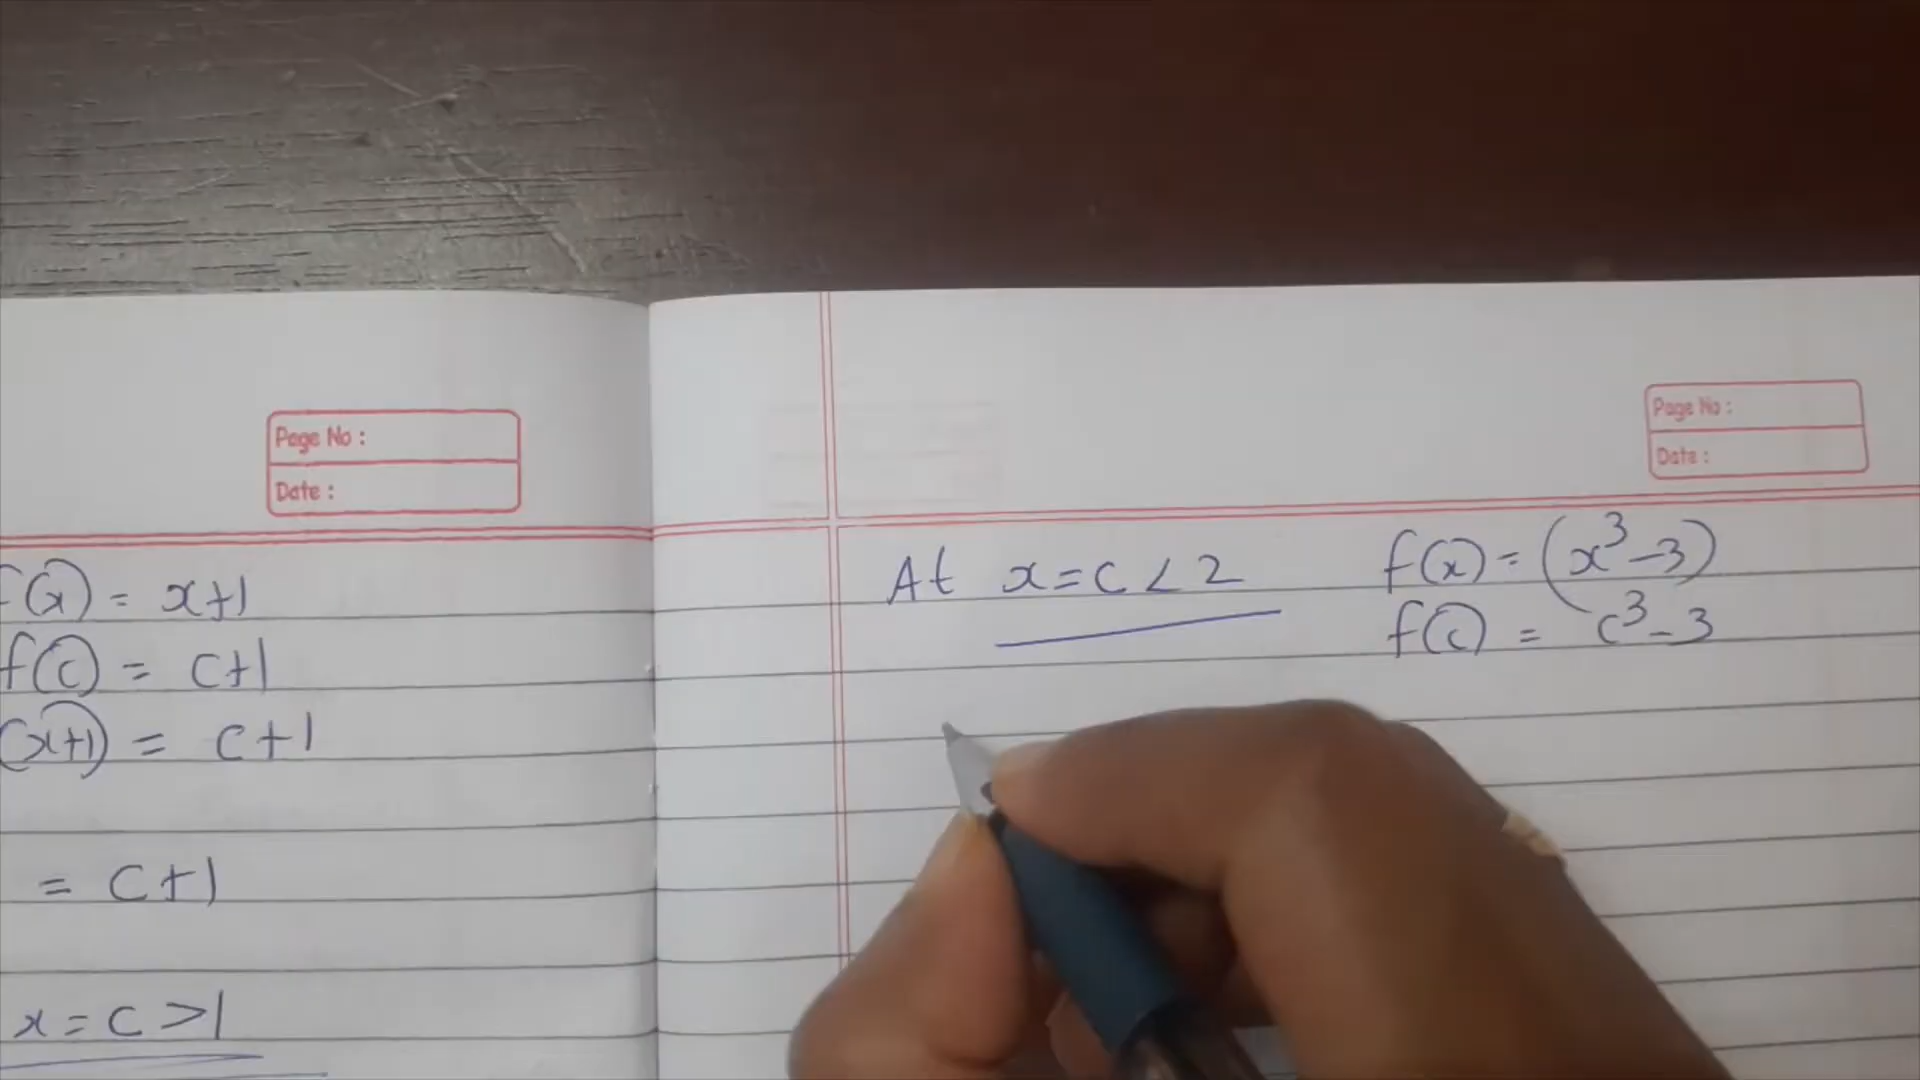 Page No :
Date :
f(x) = x+1
f(c) = c+1
(x+1) = c+1
= c+1
x = c >1
Page No :
Date :
At x = c < 2 f(x) = (x³-3)
f(c) = c³-3